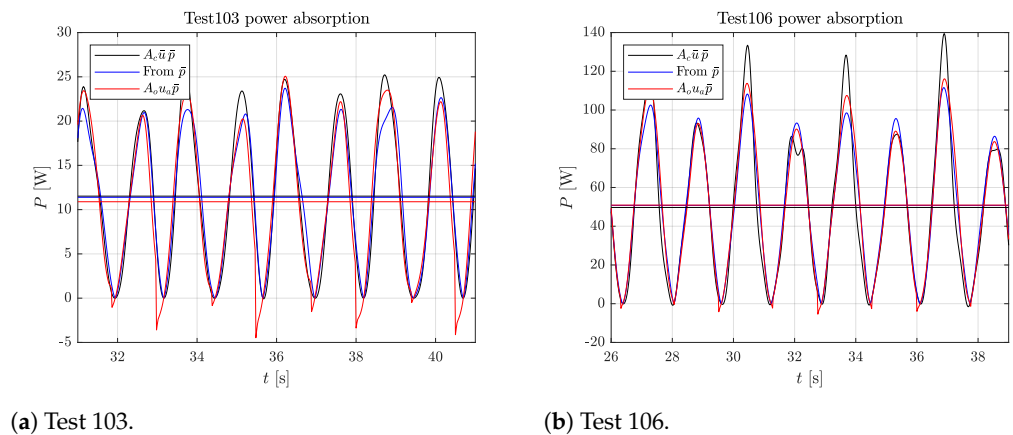 Test103 power absorption
30
25
20
15
10
5
0
-5
P [W]
A_c ū p̄
From p̄
A_o u_a p̄
32
34
36
38
40
t [s]
Test106 power absorption
140
120
100
80
60
40
20
0
-20
P [W]
A_c ū p̄
From p̄
A_o u_a p̄
26
28
30
32
34
36
38
t [s]
(a) Test 103.
(b) Test 106.